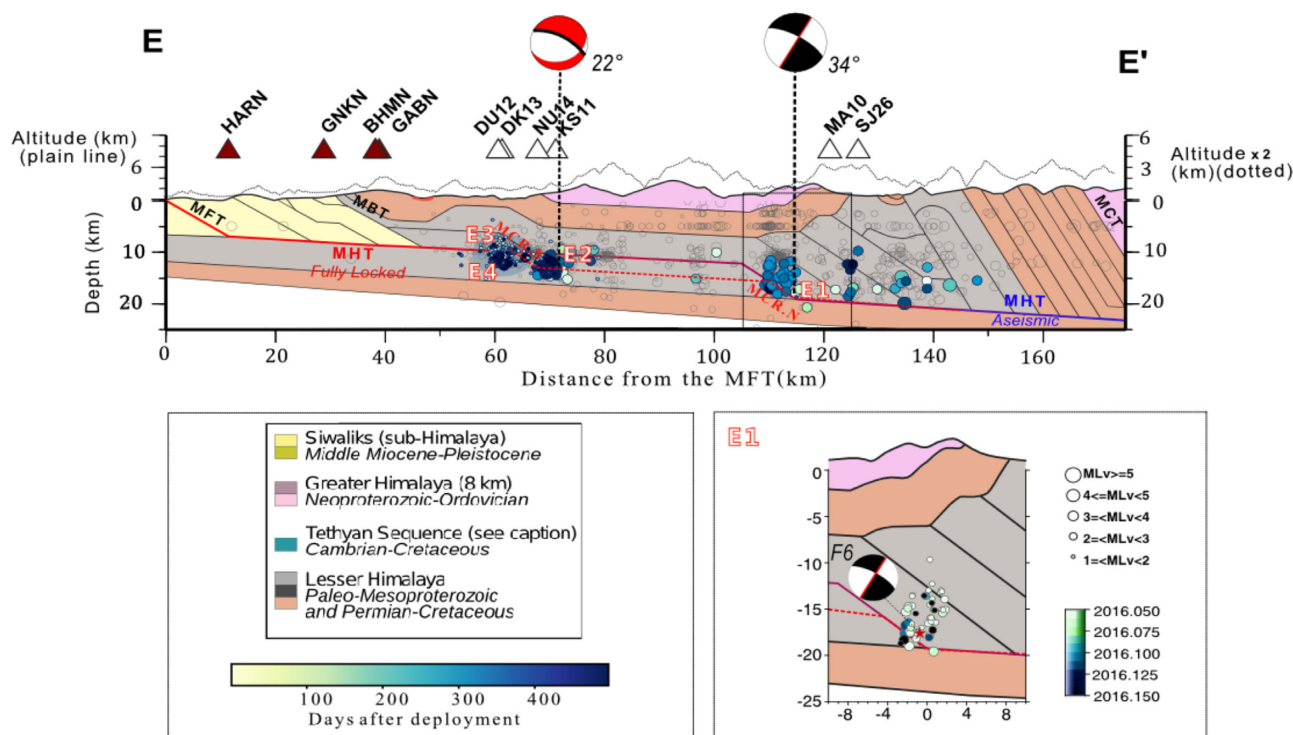 E
E'
22°
34°
HARN
GNKN
BHMN
GABN
DU12
DK13
NU14
KS11
MA10
SJ26
Altitude (km)
(plain line)
Altitude x 2
(km)(dotted)
6
0
10
20
Depth (km)
6
3
0
10
20
MFT
MBT
MCT
MHT
Fully Locked
E3
MCR.N
E2
E4
E1
MCR.N
MHT
Aseismic
0 20 40 60 80 100 120 140 160
Distance from the MFT(km)
Siwaliks (sub-Himalaya)
Middle Miocene-Pleistocene
Greater Himalaya (8 km)
Neoproterozoic-Ordovician
Tethyan Sequence (see caption)
Cambrian-Cretaceous
Lesser Himalaya
Paleo-Mesoproterozoic
and Permian-Cretaceous
100 200 300 400
Days after deployment
E1
0
-5
-10
-15
-20
-25
-8 -4 0 4 8
F6
MLv>=5
4<=MLv<5
3=<MLv<4
2=<MLv<3
1=<MLv<2
2016.050
2016.075
2016.100
2016.125
2016.150